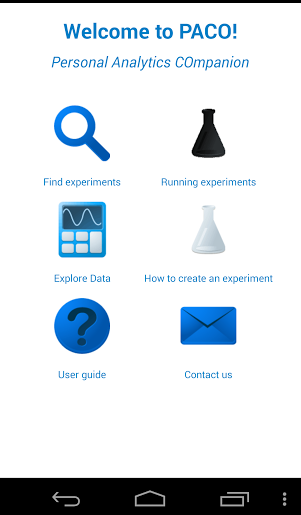 Welcome to PACO!
Personal Analytics COmpanion
Find experiments
Running experiments
Explore Data
How to create an experiment
User guide
Contact us